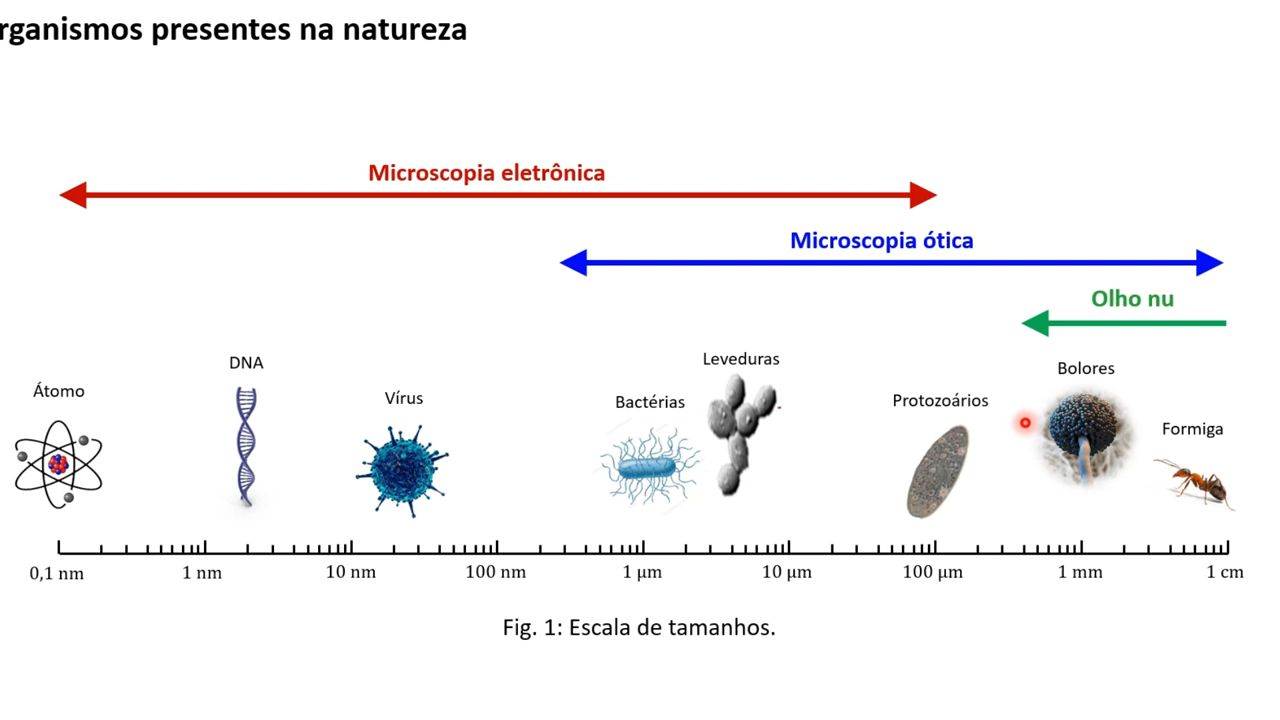 rganismos presentes na natureza
Microscopia eletrônica
Microscopia ótica
Olho nu
Átomo
DNA
Vírus
Bactérias
Leveduras
Protozoários
Bolores
Formiga
0,1 nm 1 nm 10 nm 100 nm 1 µm 10 µm 100 µm 1 mm 1 cm
Fig. 1: Escala de tamanhos.